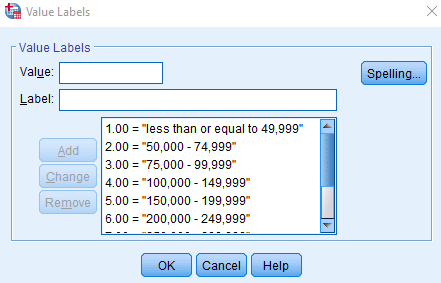 Value Labels
Value Labels
Value:
Spelling...
Label:
1.00 = "less than or equal to 49,999"
Add
2.00 = "50,000 - 74,999"
Change
3.00 = "75,000 - 99,999"
4.00 = "100,000 - 149,999"
Remove
5.00 = "150,000 - 199,999"
6.00 = "200,000 - 249,999"
OK Cancel Help